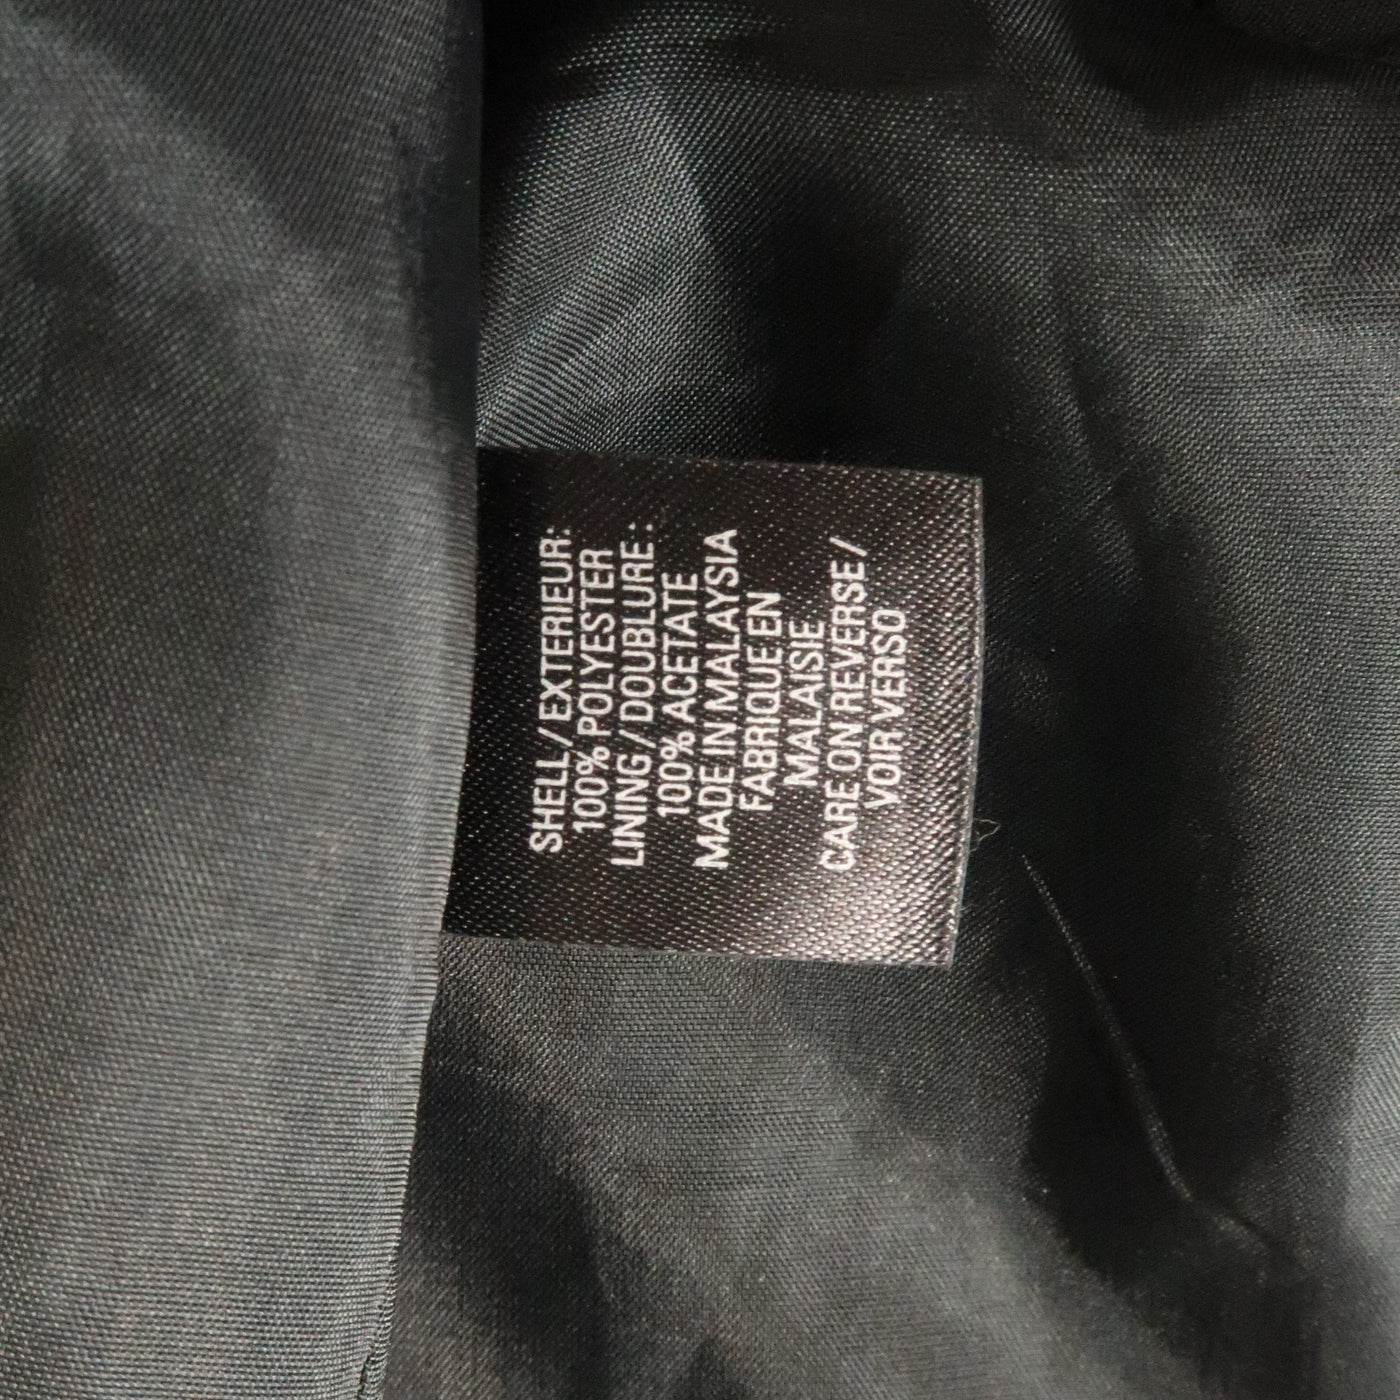 SHELL/EXTERIEUR:
100% POLYESTER
LINING/DOUBLURE:
100% ACETATE
MADE IN MALAYSIA
FABRIQUE EN
MALAISIE
CARE ON REVERSE/
VOIR VERSO